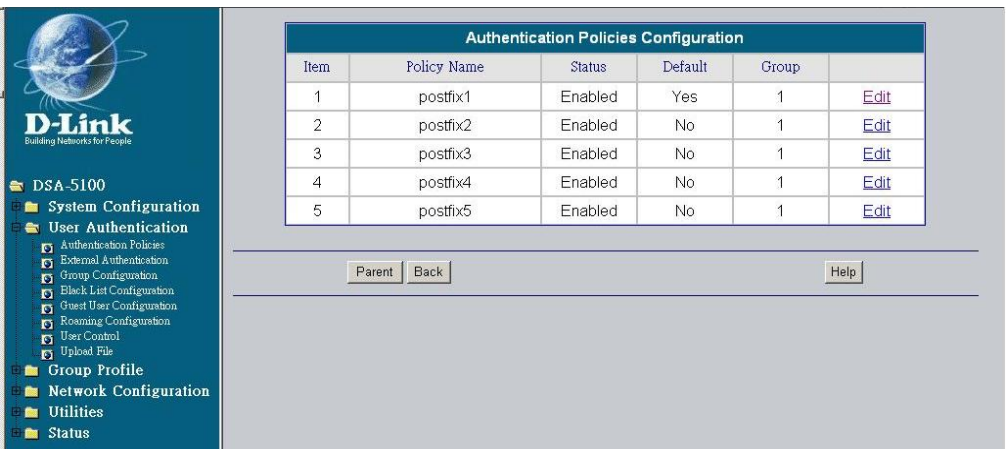 D-Link
Building Networks for People
DSA-5100
System Configuration
User Authentication
Authentication Policies
External Authentication
Group Configuration
Black List Configuration
Guest User Configuration
Roaming Configuration
User Control
Upload File
Group Profile
Network Configuration
Utilities
Status
Authentication Policies Configuration
Item Policy Name Status Default Group
1 postfix1 Enabled Yes 1 Edit
2 postfix2 Enabled No 1 Edit
3 postfix3 Enabled No 1 Edit
4 postfix4 Enabled No 1 Edit
5 postfix5 Enabled No 1 Edit
Parent Back Help